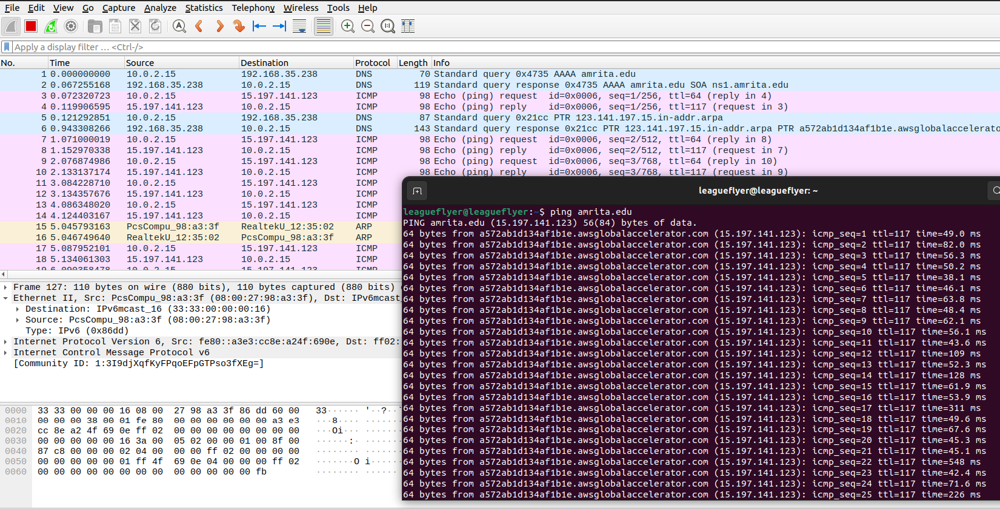 File Edit View Go Capture Analyze Statistics Telephony Wireless Tools Help
Apply a display filter … <Ctrl-/>
No. Time Source Destination Protocol Length Info
1 0.000000000 10.0.2.15 192.168.35.238 DNS 70 Standard query 0x4735 AAAA amrita.edu
2 0.067255168 192.168.35.238 10.0.2.15 DNS 119 Standard query response 0x4735 AAAA amrita.edu SOA ns1.amrita.edu
3 0.072320723 10.0.2.15 15.197.141.123 ICMP 98 Echo (ping) request id=0x0006, seq=1/256, ttl=64 (reply in 4)
4 0.119906595 15.197.141.123 10.0.2.15 ICMP 98 Echo (ping) reply id=0x0006, seq=1/256, ttl=117 (request in 3)
5 0.121292851 10.0.2.15 192.168.35.238 DNS 87 Standard query 0x21cc PTR 123.141.197.15.in-addr.arpa
6 0.943308266 192.168.35.238 10.0.2.15 DNS 143 Standard query response 0x21cc PTR 123.141.197.15.in-addr.arpa PTR a572ab1d134af1b1e.awsglobalaccelerato
7 1.071000019 10.0.2.15 15.197.141.123 ICMP 98 Echo (ping) request id=0x0006, seq=2/512, ttl=64 (reply in 8)
8 1.152970338 15.197.141.123 10.0.2.15 ICMP 98 Echo (ping) reply id=0x0006, seq=2/512, ttl=117 (request in 7)
9 2.076874986 10.0.2.15 15.197.141.123 ICMP 98 Echo (ping) request id=0x0006, seq=3/768, ttl=64 (reply in 10)
10 2.133137174 15.197.141.123 10.0.2.15 ICMP 98 Echo (ping) reply id=0x0006, seq=3/768, ttl=117 (request in 9)
11 3.084228710 10.0.2.15 15.197.141.123 ICMP
12 3.134357676 15.197.141.123 10.0.2.15 ICMP
13 4.086348020 10.0.2.15 15.197.141.123 ICMP
14 4.124403167 15.197.141.123 10.0.2.15 ICMP
15 5.045793163 PcsCompu_98:a3:3f RealtekU_12:35:02 ARP
16 5.046749640 RealtekU_12:35:02 PcsCompu_98:a3:3f ARP
17 5.087952101 10.0.2.15 15.197.141.123 ICMP
18 5.134061303 15.197.141.123 10.0.2.15 ICMP
19 6.090358478 10.0.2.15 15.197.141.123 ICMP
Frame 127: 110 bytes on wire (880 bits), 110 bytes captured (880 bits)
Ethernet II, Src: PcsCompu_98:a3:3f (08:00:27:98:a3:3f), Dst: IPv6mcast_
Destination: IPv6mcast_16 (33:33:00:00:00:16)
Source: PcsCompu_98:a3:3f (08:00:27:98:a3:3f)
Type: IPv6 (0x86dd)
Internet Protocol Version 6, Src: fe80::a3e3:cc8e:a24f:690e, Dst: ff02:
Internet Control Message Protocol v6
[Community ID: 1:3I9djXqfKyFPqoEFpGTPso3fXEg=]
0000 33 33 00 00 00 16 08 00 27 98 a3 3f 86 dd 60 00 33······ '··?··`
0010 00 00 00 38 00 01 fe 80 00 00 00 00 00 00 a3 e3 ···8···· ······
0020 cc 8e a2 4f 69 0e ff 02 00 00 00 00 00 00 00 00 ···Oi··· ······
0030 00 00 00 00 00 16 3a 00 05 02 00 00 01 00 8f 00 ······:· ······
0040 87 c8 00 00 00 02 04 00 00 00 ff 02 00 00 00 00 ········ ······
0050 00 00 00 00 00 01 ff 4f 69 0e 04 00 00 00 ff 02 ·······O i·····
0060 00 00 00 00 00 00 00 00 00 00 00 00 00 fb ········ ······
leagueflyer@leagueflyer: ~
leagueflyer@leagueflyer:~$ ping amrita.edu
PING amrita.edu (15.197.141.123) 56(84) bytes of data.
64 bytes from a572ab1d134af1b1e.awsglobalaccelerator.com (15.197.141.123): icmp_seq=1 ttl=117 time=49.0 ms
64 bytes from a572ab1d134af1b1e.awsglobalaccelerator.com (15.197.141.123): icmp_seq=2 ttl=117 time=82.0 ms
64 bytes from a572ab1d134af1b1e.awsglobalaccelerator.com (15.197.141.123): icmp_seq=3 ttl=117 time=56.3 ms
64 bytes from a572ab1d134af1b1e.awsglobalaccelerator.com (15.197.141.123): icmp_seq=4 ttl=117 time=50.2 ms
64 bytes from a572ab1d134af1b1e.awsglobalaccelerator.com (15.197.141.123): icmp_seq=5 ttl=117 time=38.1 ms
64 bytes from a572ab1d134af1b1e.awsglobalaccelerator.com (15.197.141.123): icmp_seq=6 ttl=117 time=46.1 ms
64 bytes from a572ab1d134af1b1e.awsglobalaccelerator.com (15.197.141.123): icmp_seq=7 ttl=117 time=63.8 ms
64 bytes from a572ab1d134af1b1e.awsglobalaccelerator.com (15.197.141.123): icmp_seq=8 ttl=117 time=48.4 ms
64 bytes from a572ab1d134af1b1e.awsglobalaccelerator.com (15.197.141.123): icmp_seq=9 ttl=117 time=62.1 ms
64 bytes from a572ab1d134af1b1e.awsglobalaccelerator.com (15.197.141.123): icmp_seq=10 ttl=117 time=56.1 ms
64 bytes from a572ab1d134af1b1e.awsglobalaccelerator.com (15.197.141.123): icmp_seq=11 ttl=117 time=43.6 ms
64 bytes from a572ab1d134af1b1e.awsglobalaccelerator.com (15.197.141.123): icmp_seq=12 ttl=117 time=109 ms
64 bytes from a572ab1d134af1b1e.awsglobalaccelerator.com (15.197.141.123): icmp_seq=13 ttl=117 time=52.3 ms
64 bytes from a572ab1d134af1b1e.awsglobalaccelerator.com (15.197.141.123): icmp_seq=14 ttl=117 time=128 ms
64 bytes from a572ab1d134af1b1e.awsglobalaccelerator.com (15.197.141.123): icmp_seq=15 ttl=117 time=61.9 ms
64 bytes from a572ab1d134af1b1e.awsglobalaccelerator.com (15.197.141.123): icmp_seq=16 ttl=117 time=53.9 ms
64 bytes from a572ab1d134af1b1e.awsglobalaccelerator.com (15.197.141.123): icmp_seq=17 ttl=117 time=311 ms
64 bytes from a572ab1d134af1b1e.awsglobalaccelerator.com (15.197.141.123): icmp_seq=18 ttl=117 time=49.6 ms
64 bytes from a572ab1d134af1b1e.awsglobalaccelerator.com (15.197.141.123): icmp_seq=19 ttl=117 time=67.6 ms
64 bytes from a572ab1d134af1b1e.awsglobalaccelerator.com (15.197.141.123): icmp_seq=20 ttl=117 time=45.3 ms
64 bytes from a572ab1d134af1b1e.awsglobalaccelerator.com (15.197.141.123): icmp_seq=21 ttl=117 time=45.1 ms
64 bytes from a572ab1d134af1b1e.awsglobalaccelerator.com (15.197.141.123): icmp_seq=22 ttl=117 time=548 ms
64 bytes from a572ab1d134af1b1e.awsglobalaccelerator.com (15.197.141.123): icmp_seq=23 ttl=117 time=42.4 ms
64 bytes from a572ab1d134af1b1e.awsglobalaccelerator.com (15.197.141.123): icmp_seq=24 ttl=117 time=71.6 ms
64 bytes from a572ab1d134af1b1e.awsglobalaccelerator.com (15.197.141.123): icmp_seq=25 ttl=117 time=226 ms